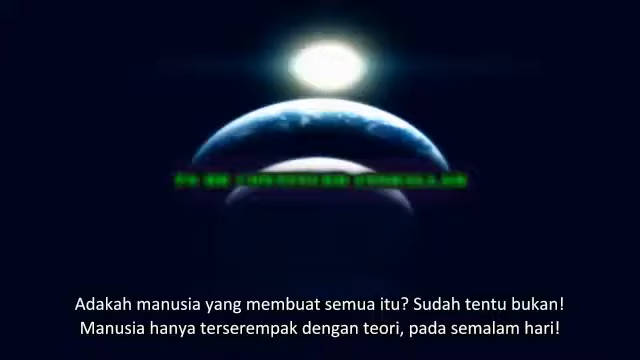 Adakah manusia yang membuat semua itu? Sudah tentu bukan!
Manusia hanya terserempak dengan teori, pada semalam hari!